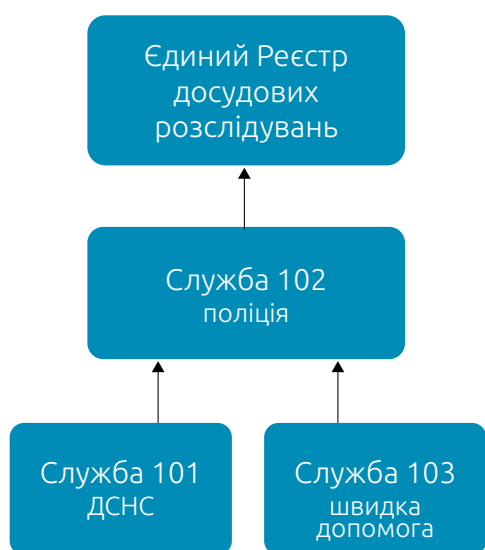 Єдиний Реєстр
досудових
розслідувань
Служба 102
поліція
Служба 101
ДСНС
Служба 103
швидка
допомога